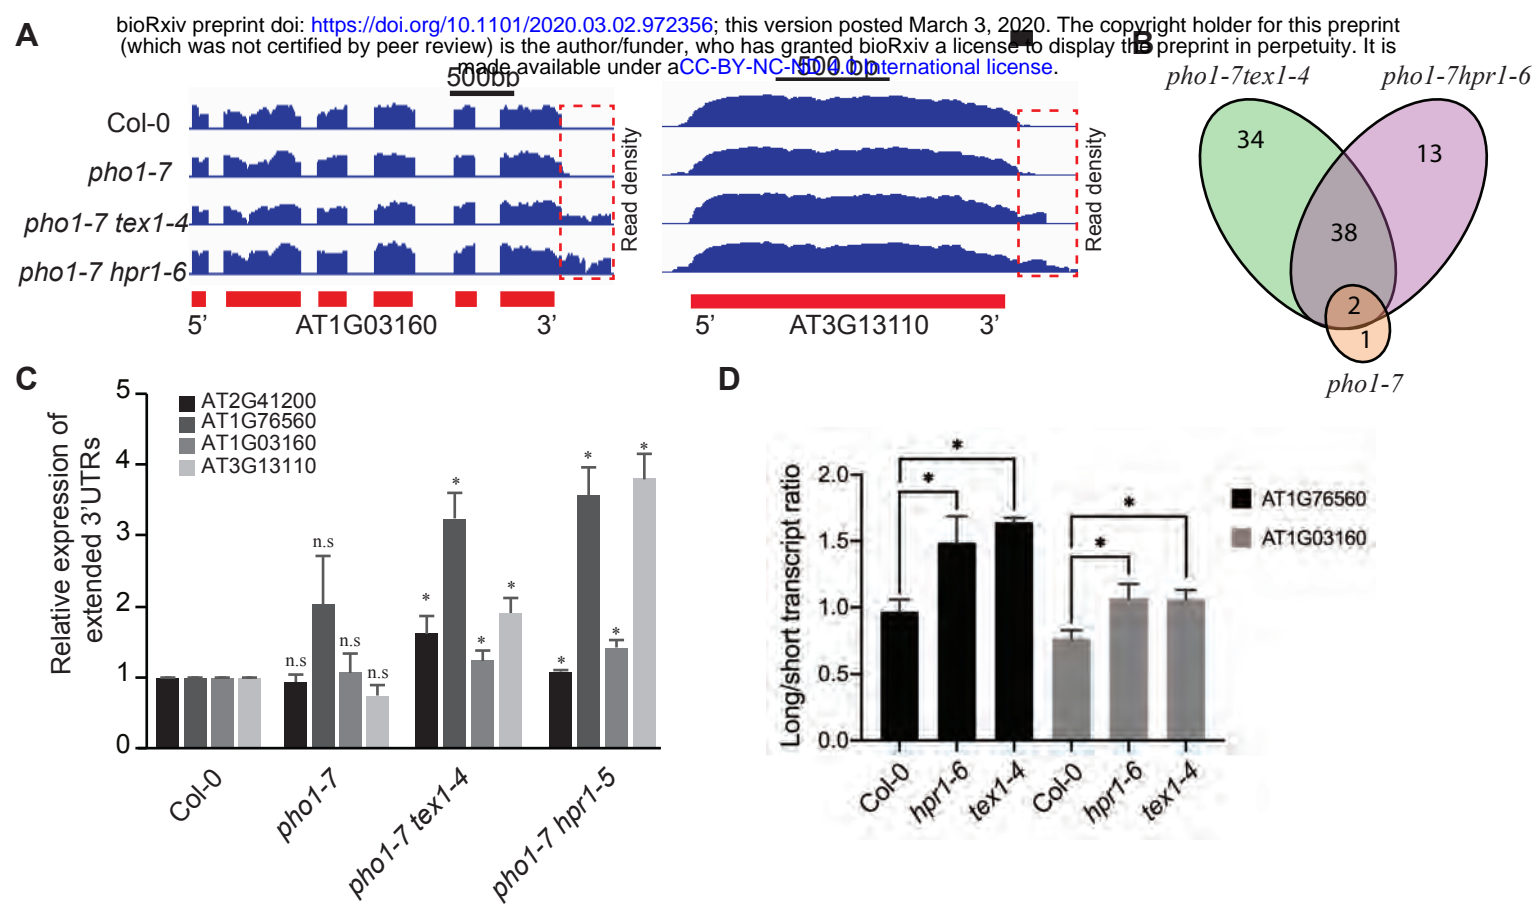 bioRxiv preprint doi: https://doi.org/10.1101/2020.03.02.972356; this version posted March 3, 2020. The copyright holder for this preprint
(which was not certified by peer review) is the author/funder, who has granted bioRxiv a license to display the preprint in perpetuity. It is
made available under aCC-BY-NC-ND 4.0 International license.
A
500bp
500 bp
Col-0
pho1-7
pho1-7 tex1-4
pho1-7 hpr1-6
Read density
Read density
5’ AT1G03160 3’
5’ AT3G13110 3’
B
pho1-7tex1-4
pho1-7hpr1-6
34
13
38
2
1
pho1-7
C
Relative expression of
extended 3’UTRs
5
4
3
2
1
0
AT2G41200
AT1G76560
AT1G03160
AT3G13110
n.s
n.s
n.s
n.s
*
*
*
*
*
*
*
*
Col-0
pho1-7
pho1-7 tex1-4
pho1-7 hpr1-5
D
Long/short transcript ratio
2.0
1.5
1.0
0.5
0.0
*
*
*
*
AT1G76560
AT1G03160
Col-0
hpr1-6
tex1-4
Col-0
hpr1-6
tex1-4